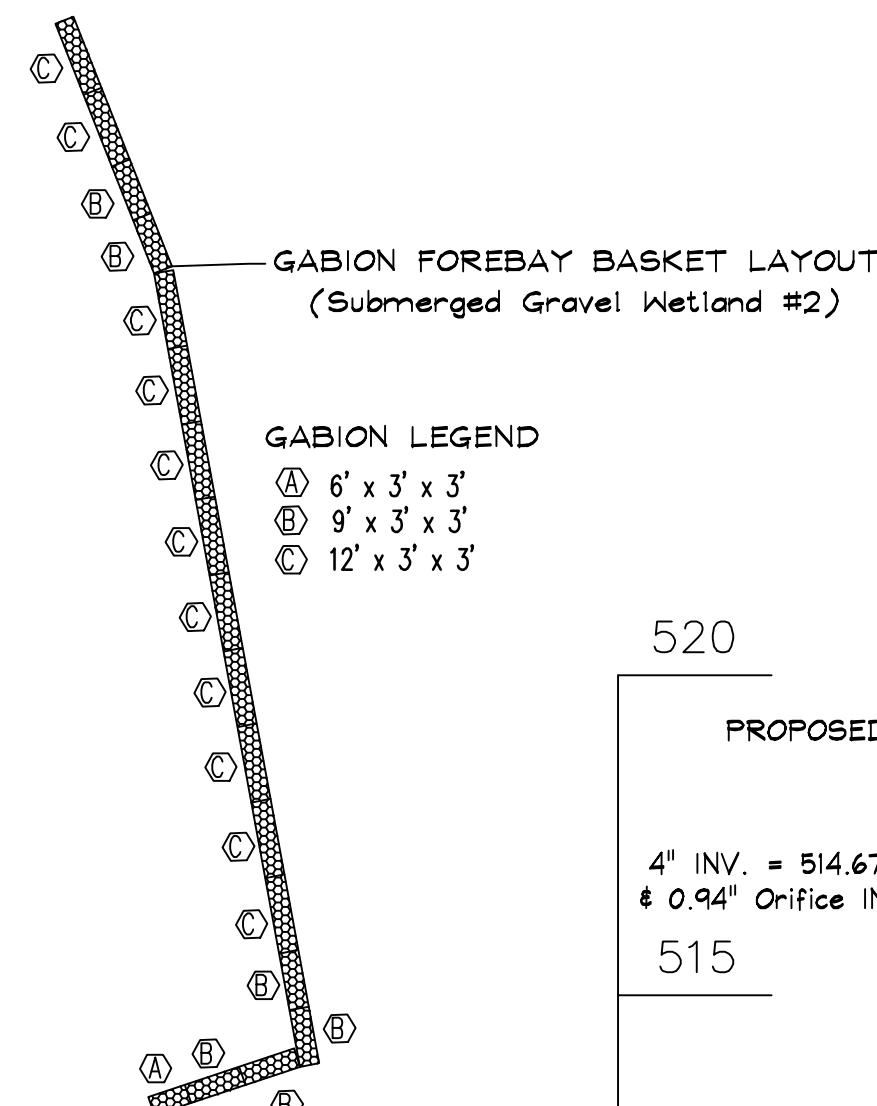 C
C
B
B
GABION FOREBAY BASKET LAYOUT
(Submerged Gravel Wetland #2)
C
C
GABION LEGEND
C
A 6' x 3' x 3'
B 9' x 3' x 3'
C 12' x 3' x 3'
C
C
520
C
PROPOSED
C
C
4" INV. = 514.67
& 0.94" Orifice IN
C
515
B
B
B
A
B